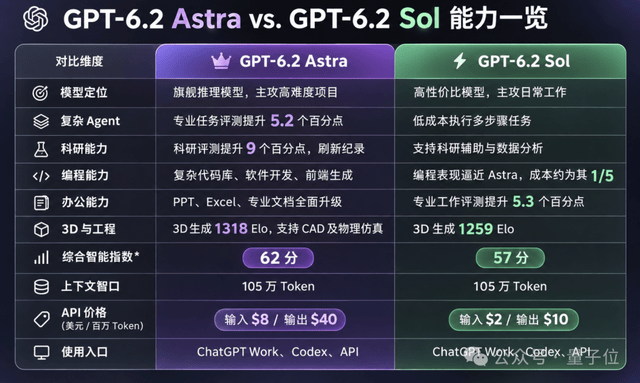 GPT-6.2 Astra vs. GPT-6.2 Sol 能力一览
对比维度 GPT-6.2 Astra GPT-6.2 Sol
模型定位 旗舰推理模型，主攻高难度项目 高性价比模型，主攻日常工作
复杂 Agent 专业任务评测提升 5.2 个百分点 低成本执行多步骤任务
科研能力 科研评测提升 9 个百分点，刷新纪录 支持科研辅助与数据分析
编程能力 复杂代码库、软件开发、前端生成 编程表现逼近 Astra，成本约为其 1/5
办公能力 PPT、Excel、专业文档全面升级 专业工作评测提升 5.3 个百分点
3D 与工程 3D 生成 1318 Elo，支持 CAD 及物理仿真 3D 生成 1259 Elo
综合智能指数* 62 分 57 分
上下文智口 105 万 Token 105 万 Token
API 价格 输入 $8 / 输出 $40 输入 $2 / 输出 $10
(美元 / 百万 Token)
使用入口 ChatGPT Work、Codex、API ChatGPT Work、Codex、API
公众号 · 量子位